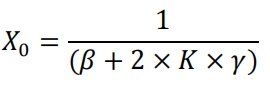 X₀ = 1 / (β + 2 × K × γ)